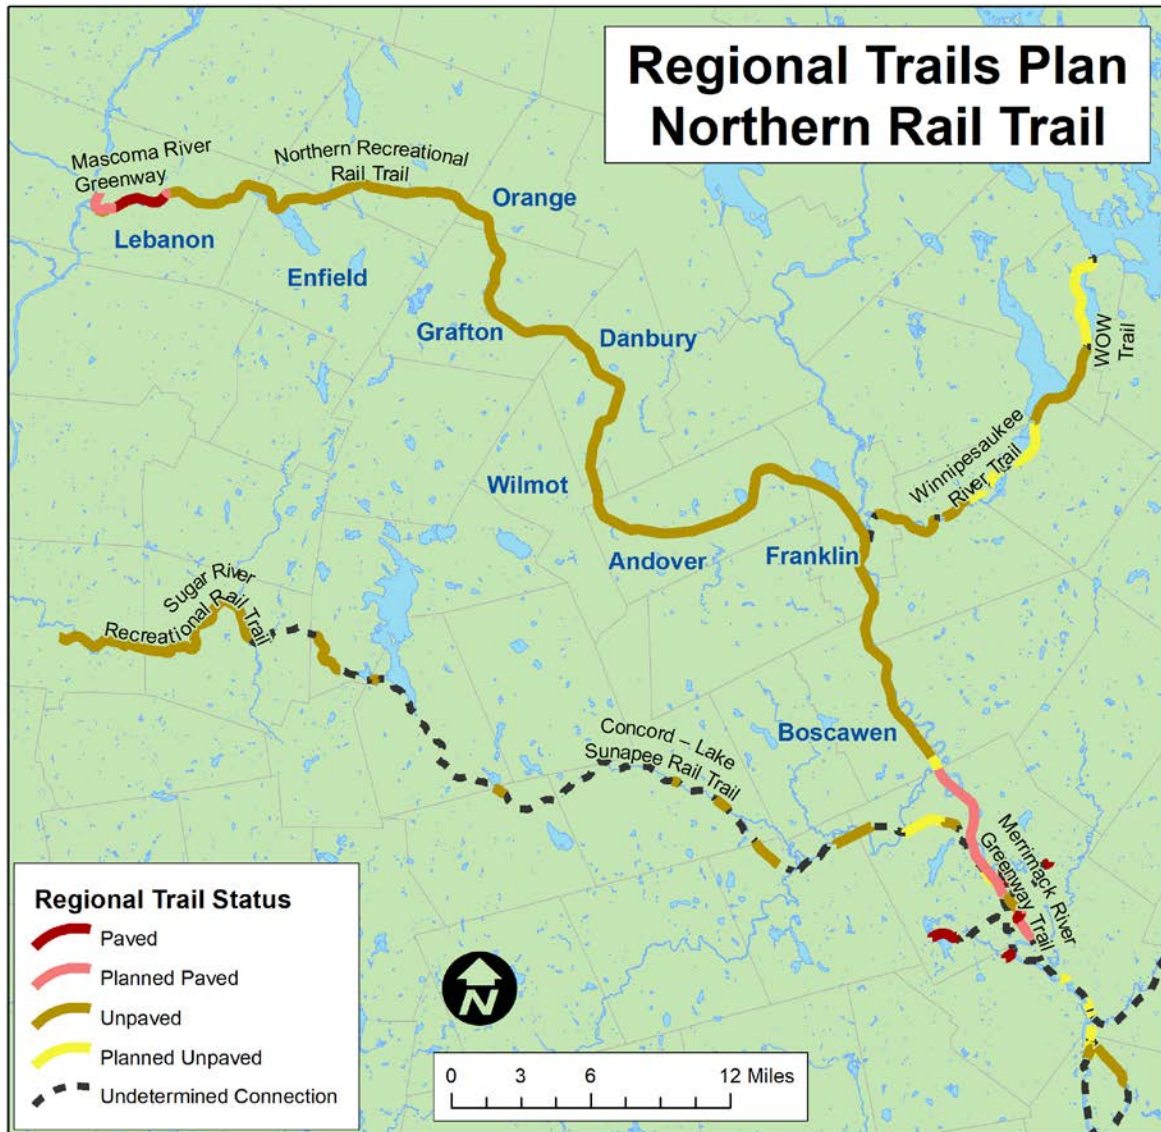 Regional Trails Plan
Northern Rail Trail
Mascoma River
Greenway
Northern Recreational
Rail Trail
Orange
Lebanon
Enfield
Grafton
Danbury
WOW
Trail
Winnipesaukee
River Trail
Wilmot
Andover
Franklin
Sugar River
Recreational Rail Trail
Boscawen
Concord – Lake
Sunapee Rail Trail
Merrimack River
Greenway Trail
Regional Trail Status
Paved
Planned Paved
Unpaved
Planned Unpaved
Undetermined Connection
N
0 3 6 12 Miles